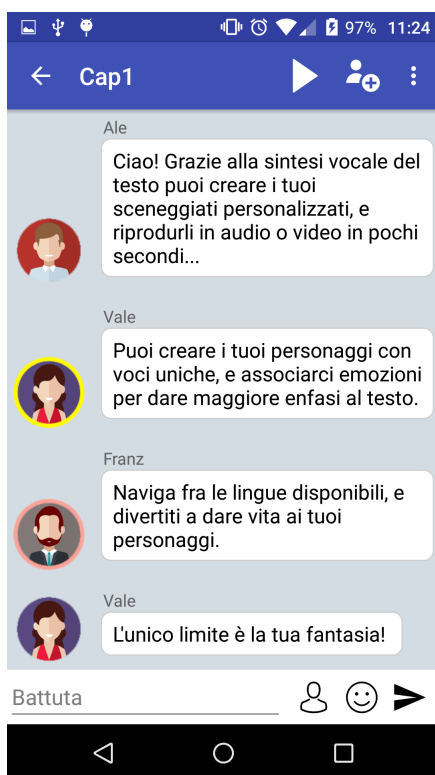 97% 11:24
Cap1
Ale
Ciao! Grazie alla sintesi vocale del
testo puoi creare i tuoi
sceneggiati personalizzati, e
riprodurli in audio o video in pochi
secondi...
Vale
Puoi creare i tuoi personaggi con
voci uniche, e associarci emozioni
per dare maggiore enfasi al testo.
Franz
Naviga fra le lingue disponibili, e
divertiti a dare vita ai tuoi
personaggi.
Vale
L'unico limite è la tua fantasia!
Battuta